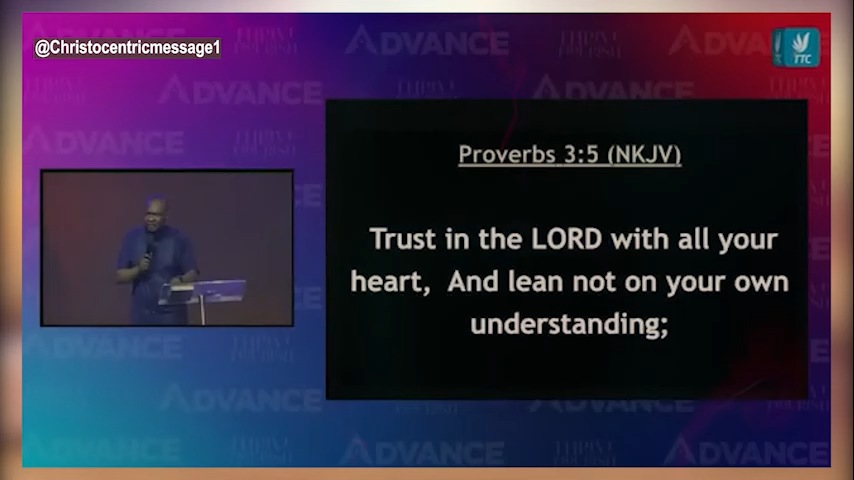 @Christocentricmessage1
TTC
ADVANCE
Proverbs 3:5 (NKJV)
Trust in the LORD with all your
heart, And lean not on your own
understanding;